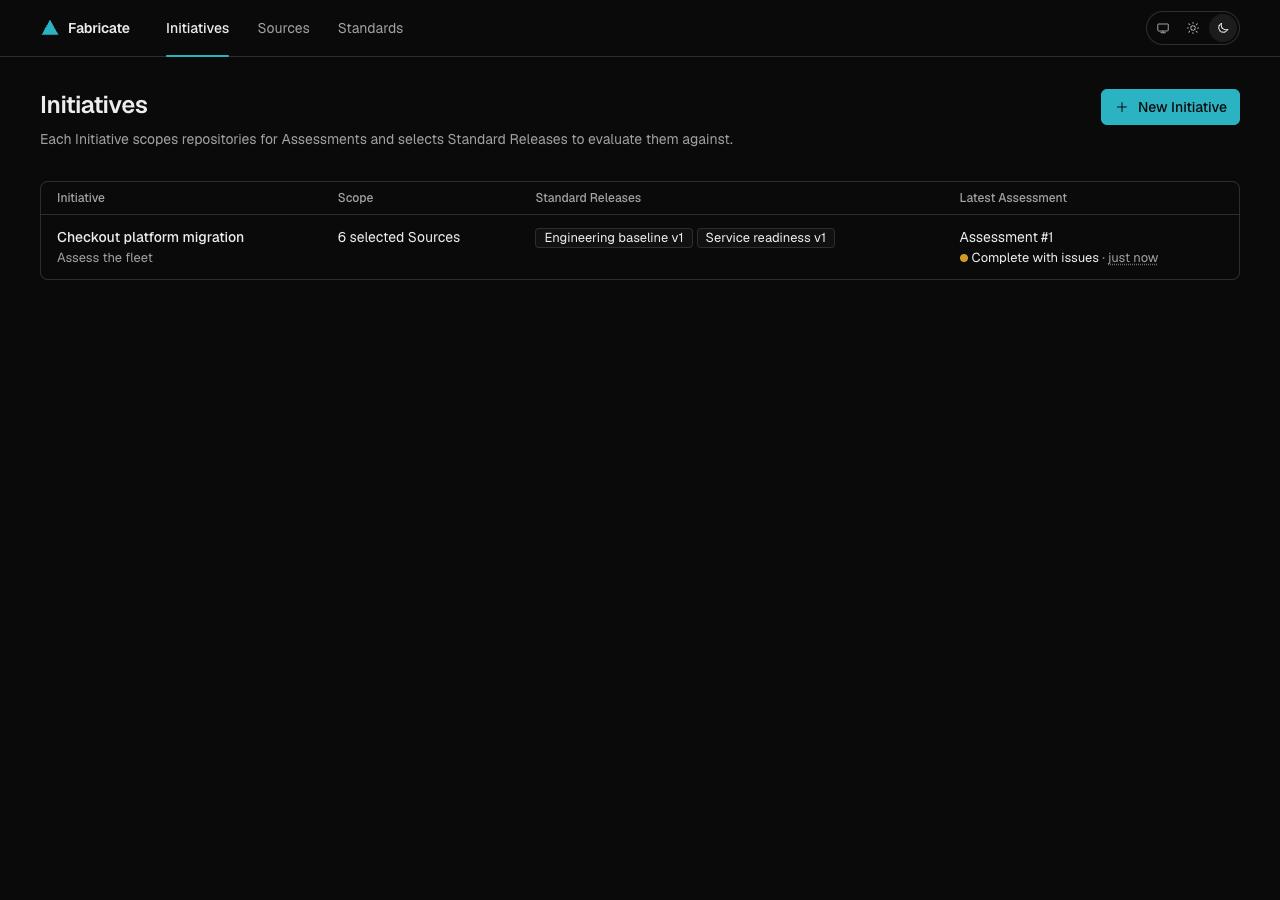 Fabricate Initiatives Sources Standards
Initiatives
New Initiative
Each Initiative scopes repositories for Assessments and selects Standard Releases to evaluate them against.
Initiative Scope Standard Releases Latest Assessment
Checkout platform migration 6 selected Sources Engineering baseline v1 Service readiness v1 Assessment #1
Assess the fleet Complete with issues · just now